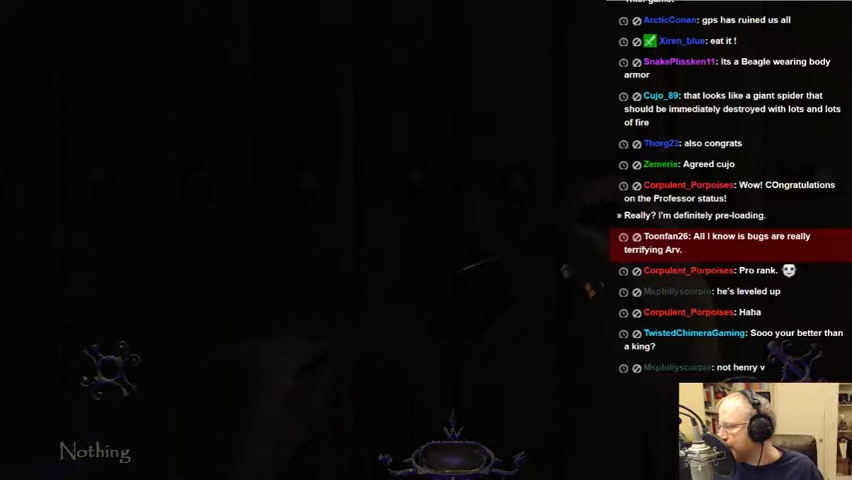 ArcticConan: gps has ruined us all
Xiren_blue: eat it !
SnakePlissken11: Its a Beagle wearing body
armor
Cujo_89: that looks like a giant spider that
should be immediately destroyed with lots and lots
of fire
Thorg23: also congrats
Zemeria: Agreed cujo
Corpulent_Porpoises: Wow! COngratulations
on the Professor status!
» Really? I'm definitely pre-loading.
Toonfan26: All I know is bugs are really
terrifying Arv.
Corpulent_Porpoises: Pro rank.
Msphillyscorpio: he's leveled up
Corpulent_Porpoises: Haha
TwistedChimeraGaming: Sooo your better than
a king?
Msphillyscorpio: not henry v
Nothing